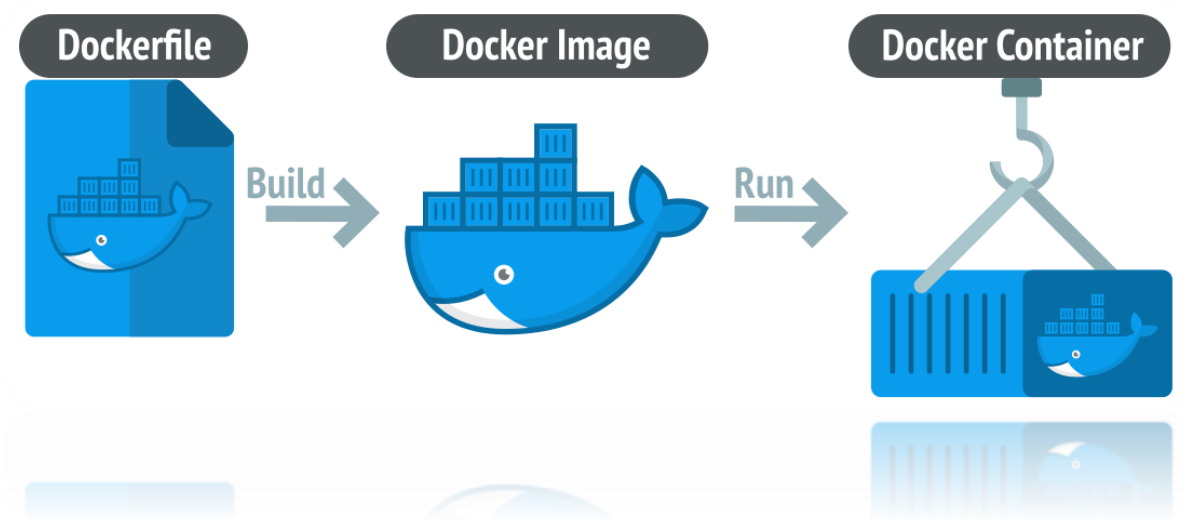 Dockerfile
Docker Image
Docker Container
Build
Run